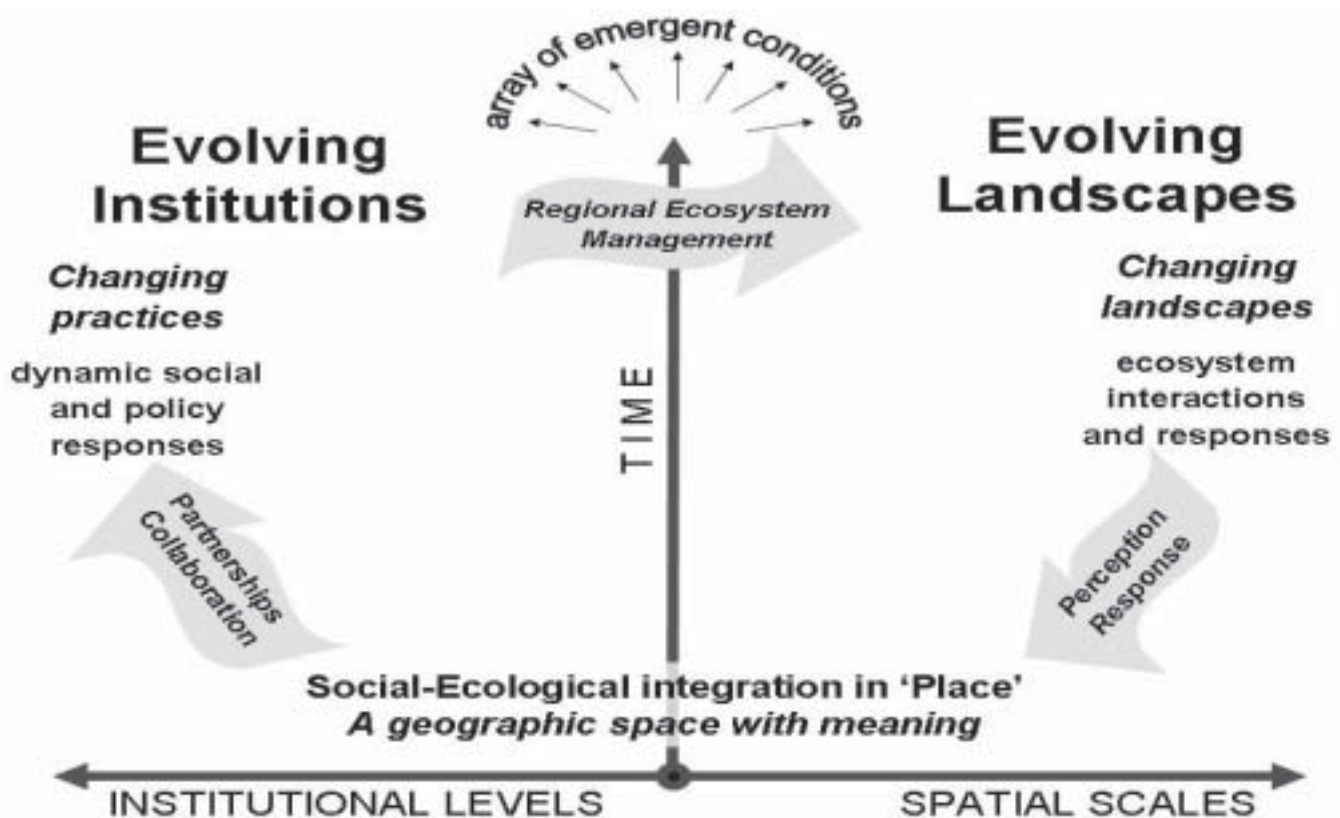 array of emergent conditions
Evolving
Institutions
Changing
practices
dynamic social
and policy
responses
Partnerships
Collaboration
Regional Ecosystem
Management
TIME
Evolving
Landscapes
Changing
landscapes
ecosystem
interactions
and responses
Perception
Response
Social-Ecological integration in ‘Place’
A geographic space with meaning
INSTITUTIONAL LEVELS
SPATIAL SCALES